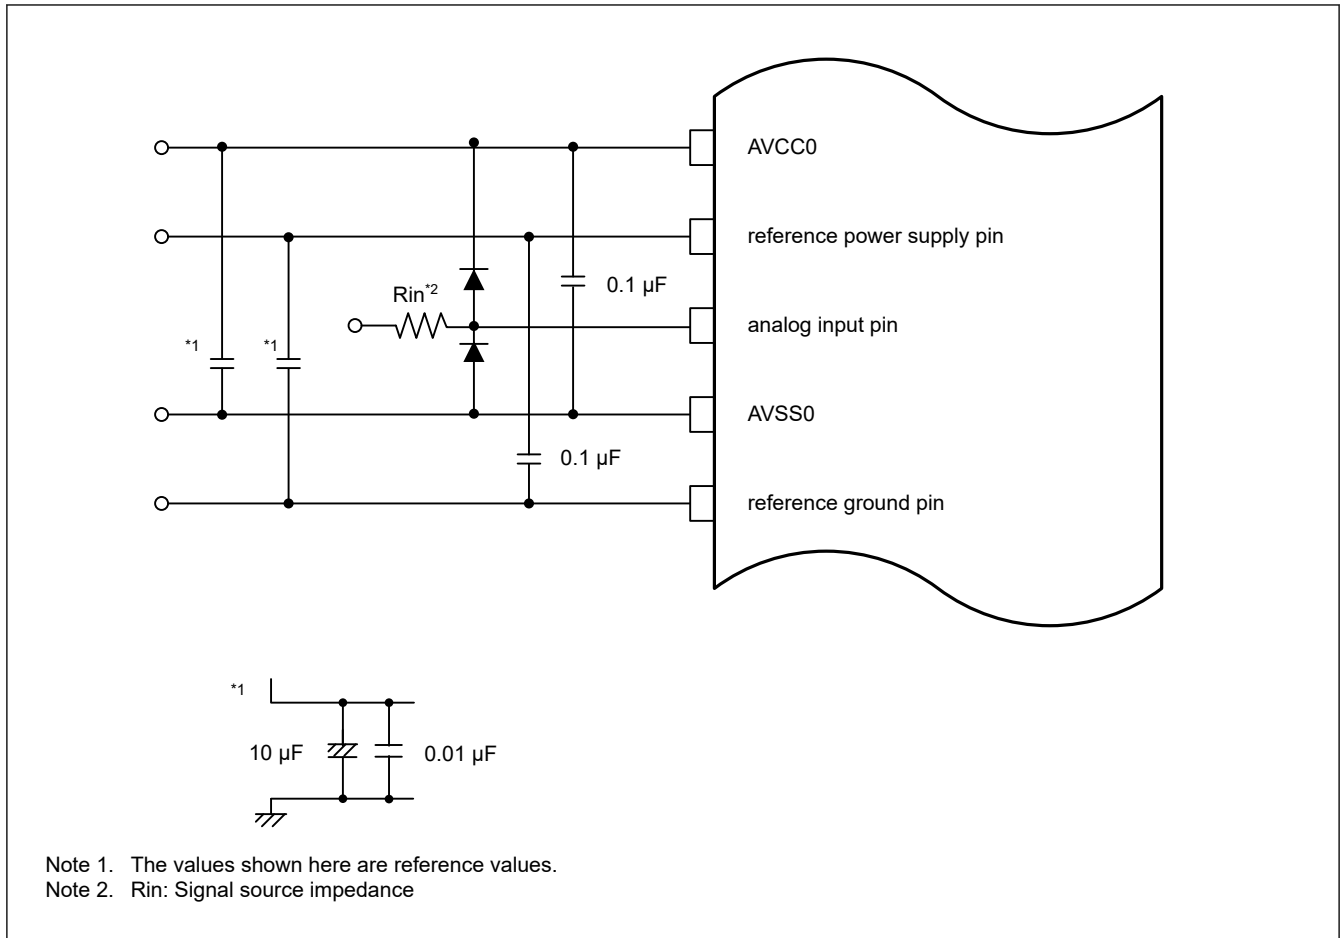 AVCC0
reference power supply pin
0.1 µF
Rin*2
analog input pin
*1
*1
AVSS0
0.1 µF
reference ground pin
*1
10 µF
0.01 µF
Note 1. The values shown here are reference values.
Note 2. Rin: Signal source impedance